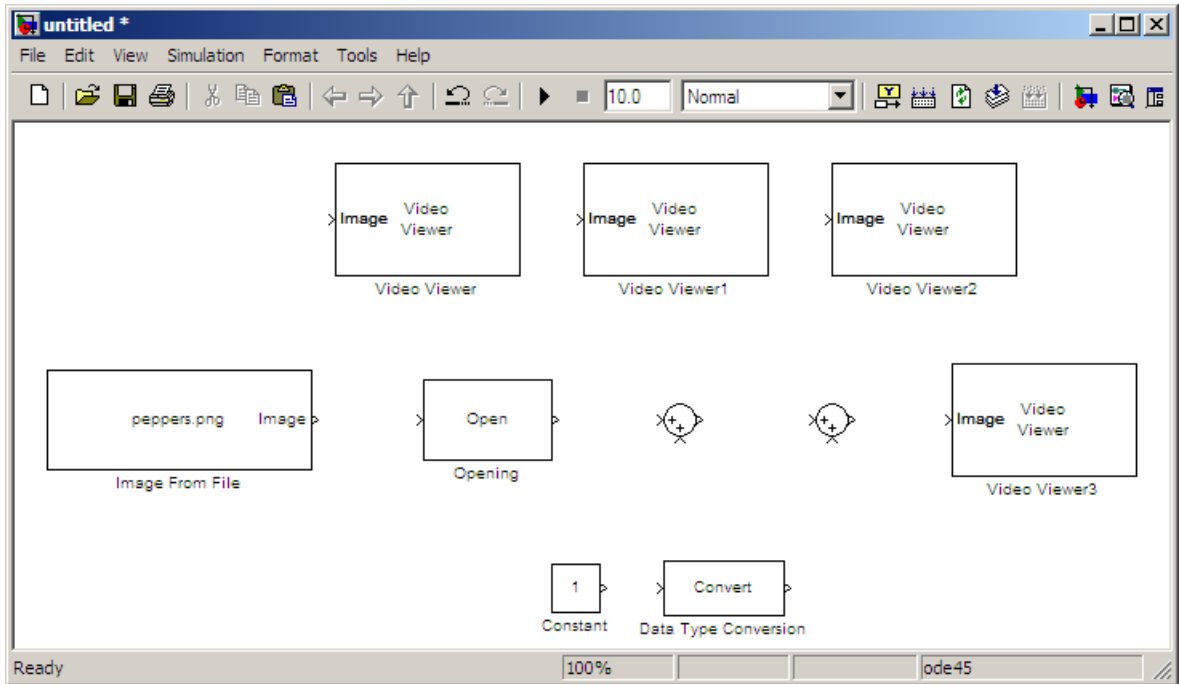 untitled *
File Edit View Simulation Format Tools Help
10.0 Normal
Image Video Viewer
Video Viewer
Image Video Viewer
Video Viewer1
Image Video Viewer
Video Viewer2
peppers.png Image
Image From File
Open
Opening
+ +
+ +
Image Video Viewer
Video Viewer3
1
Constant
Convert
Data Type Conversion
Ready 100% ode45